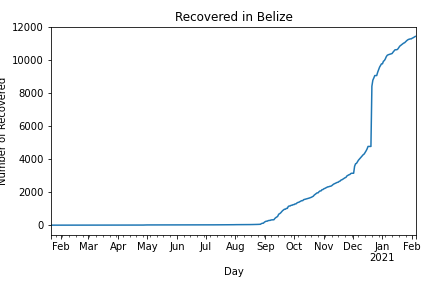 Recovered in Belize
Number of Recovered
12000
10000
8000
6000
4000
2000
0
Feb Mar Apr May Jun Jul Aug Sep Oct Nov Dec Jan Feb
2021
Day